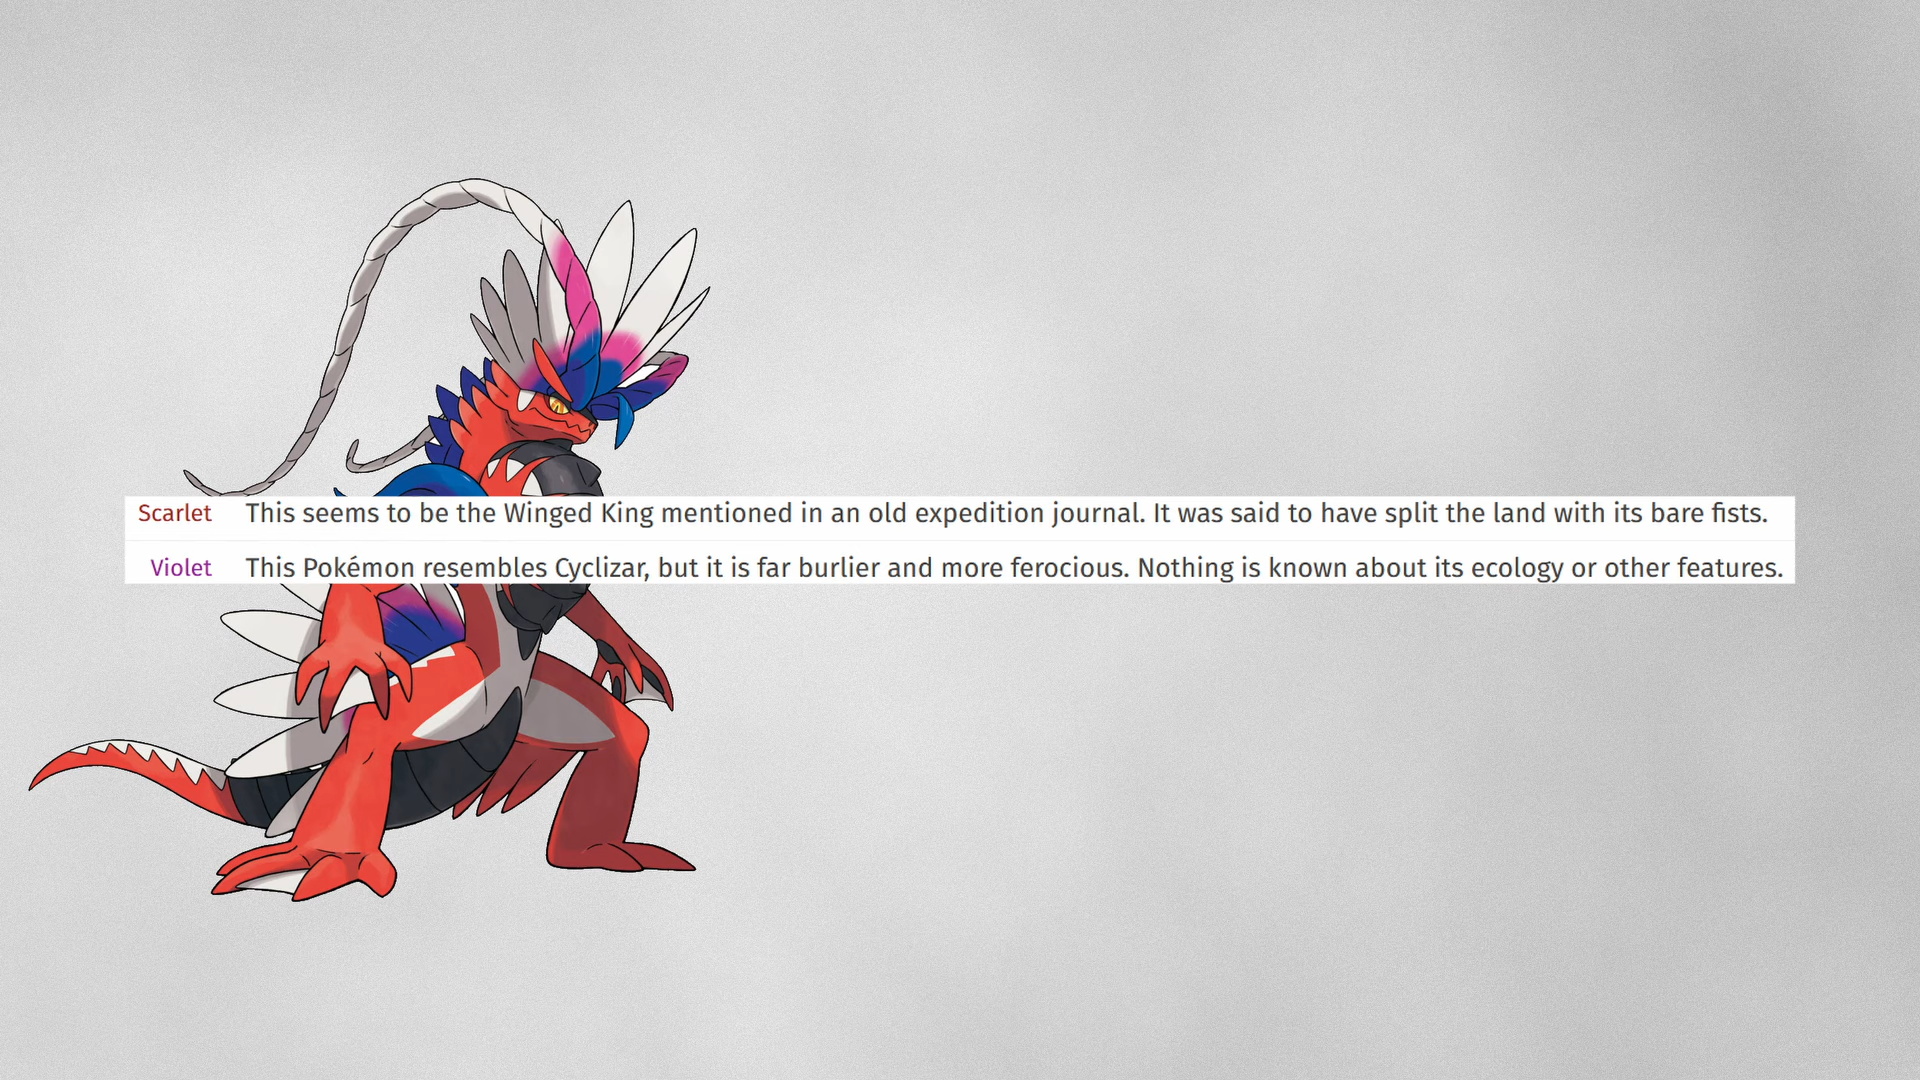 Scarlet This seems to be the Winged King mentioned in an old expedition journal. It was said to have split the land with its bare fists.
Violet This Pokémon resembles Cyclizar, but it is far burlier and more ferocious. Nothing is known about its ecology or other features.